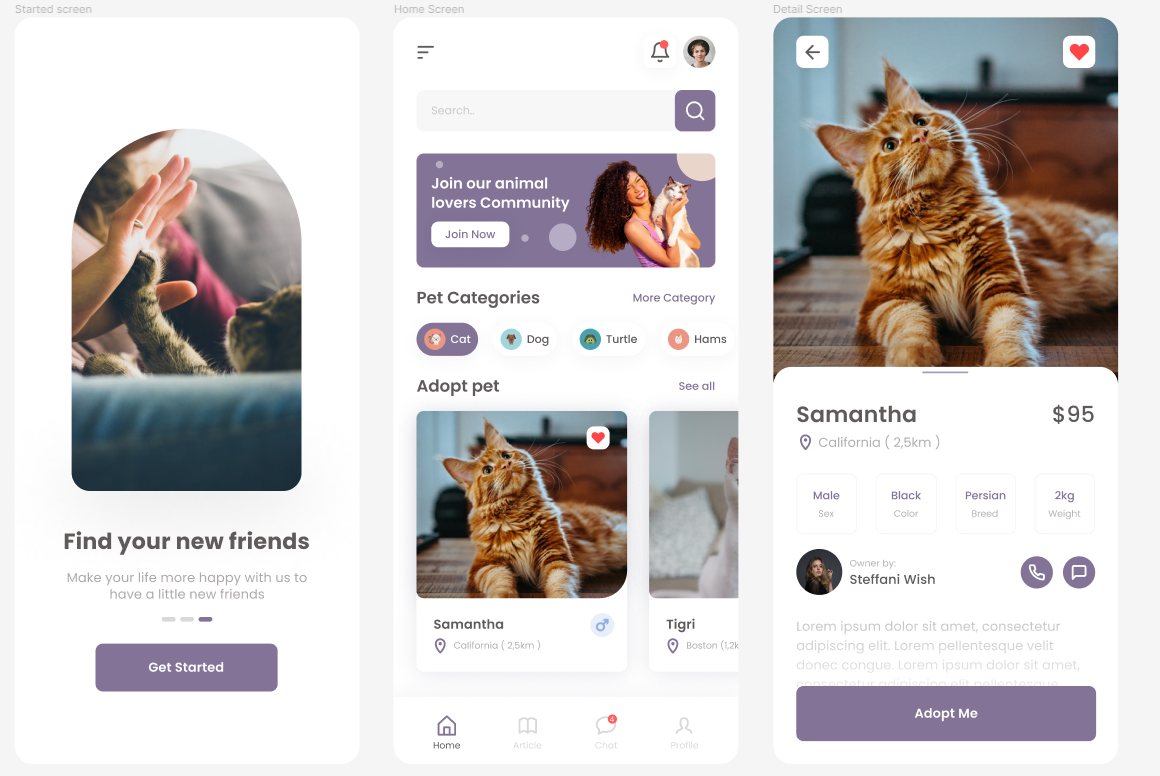 Started screen
Find your new friends
Make your life more happy with us to
have a little new friends
Get Started
Home Screen
Search..
Join our animal
lovers Community
Join Now
Pet Categories
More Category
Cat
Dog
Turtle
Hams
Adopt pet
See all
Samantha
California ( 2,5km )
Tigri
Boston (1,2k
Home
Article
4
Chat
Profile
Detail Screen
Samantha
$95
California ( 2,5km )
Male
Sex
Black
Color
Persian
Breed
2kg
Weight
Owner by:
Steffani Wish
Lorem ipsum dolor sit amet, consectetur
adipiscing elit. Lorem pellentesque velit
donec congue. Lorem ipsum dolor sit amet,
consectetur adipiscing elit pellentesque
Adopt Me